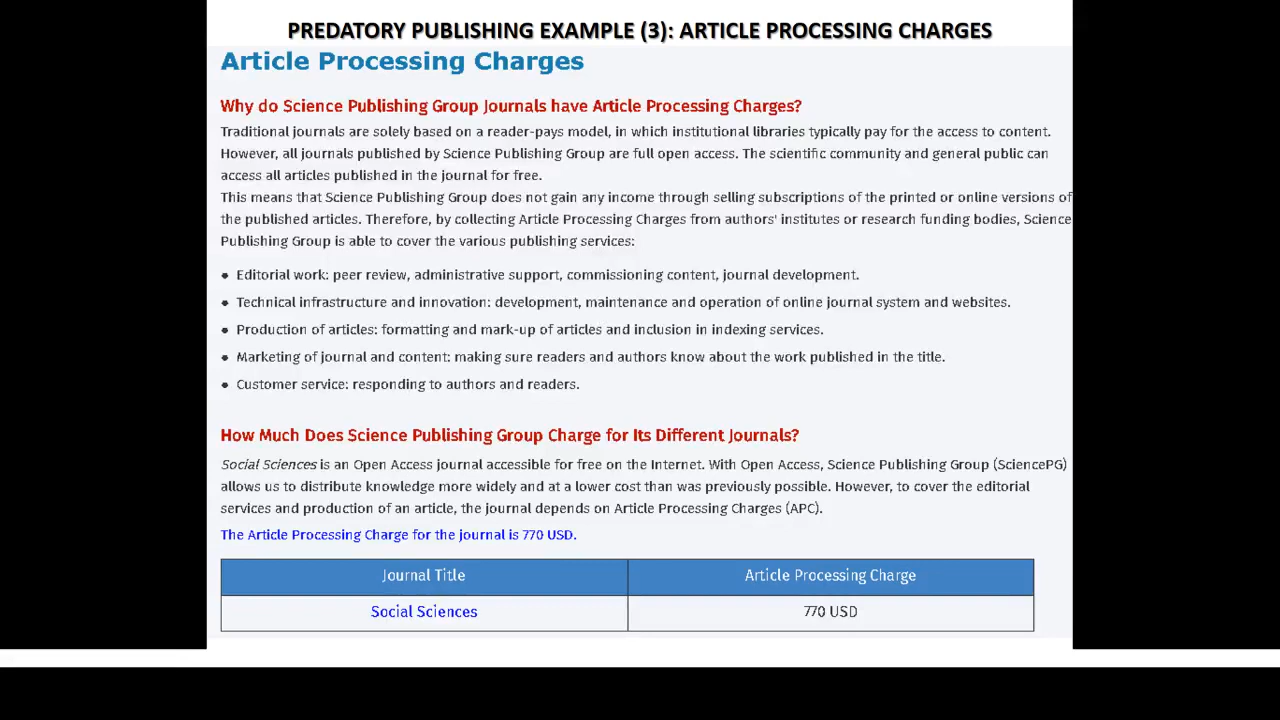 PREDATORY PUBLISHING EXAMPLE (3): ARTICLE PROCESSING CHARGES
Article Processing Charges
Why do Science Publishing Group Journals have Article Processing Charges?
Traditional journals are solely based on a reader-pays model, in which institutional libraries typically pay for the access to content.
However, all journals published by Science Publishing Group are full open access. The scientific community and general public can
access all articles published in the journal for free.
This means that Science Publishing Group does not gain any income through selling subscriptions of the printed or online versions of
the published articles. Therefore, by collecting Article Processing Charges from authors' institutes or research funding bodies, Science
Publishing Group is able to cover the various publishing services:
● Editorial work: peer review, administrative support, commissioning content, journal development.
● Technical infrastructure and innovation: development, maintenance and operation of online journal system and websites.
● Production of articles: formatting and mark-up of articles and inclusion in indexing services.
● Marketing of journal and content: making sure readers and authors know about the work published in the title.
● Customer service: responding to authors and readers.
How Much Does Science Publishing Group Charge for Its Different Journals?
Social Sciences is an Open Access journal accessible for free on the Internet. With Open Access, Science Publishing Group (SciencePG)
allows us to distribute knowledge more widely and at a lower cost than was previously possible. However, to cover the editorial
services and production of an article, the journal depends on Article Processing Charges (APC).
The Article Processing Charge for the journal is 770 USD.
Journal Title Article Processing Charge
Social Sciences 770 USD